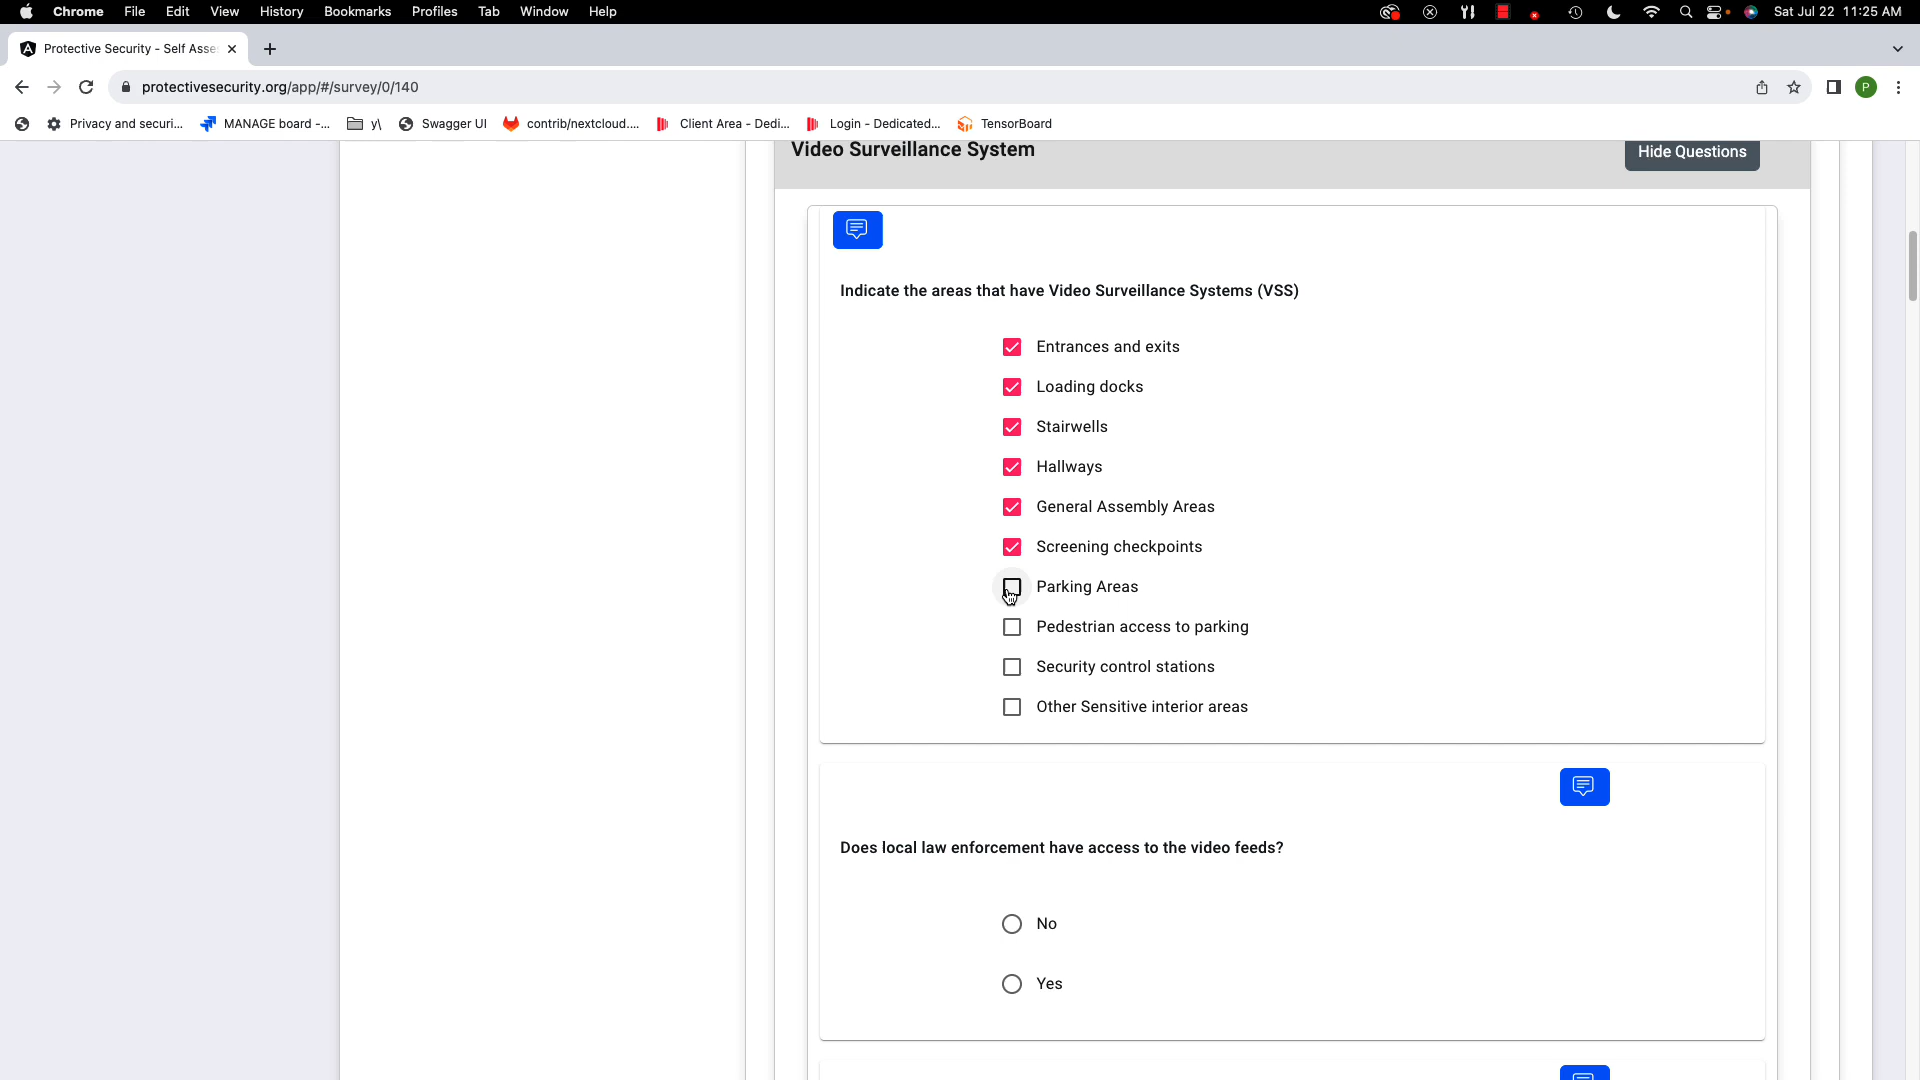 Chrome File Edit View History Bookmarks Profiles Tab Window Help Sat Jul 22 11:25 AM
Protective Security - Self Asse
protectivesecurity.org/app/#/survey/0/140 P
Privacy and securi... MANAGE board -... y\ Swagger UI contrib/nextcloud.... Client Area - Dedi... Login - Dedicated... TensorBoard
Video Surveillance System Hide Questions
Indicate the areas that have Video Surveillance Systems (VSS)
Entrances and exits
Loading docks
Stairwells
Hallways
General Assembly Areas
Screening checkpoints
Parking Areas
Pedestrian access to parking
Security control stations
Other Sensitive interior areas
Does local law enforcement have access to the video feeds?
No
Yes